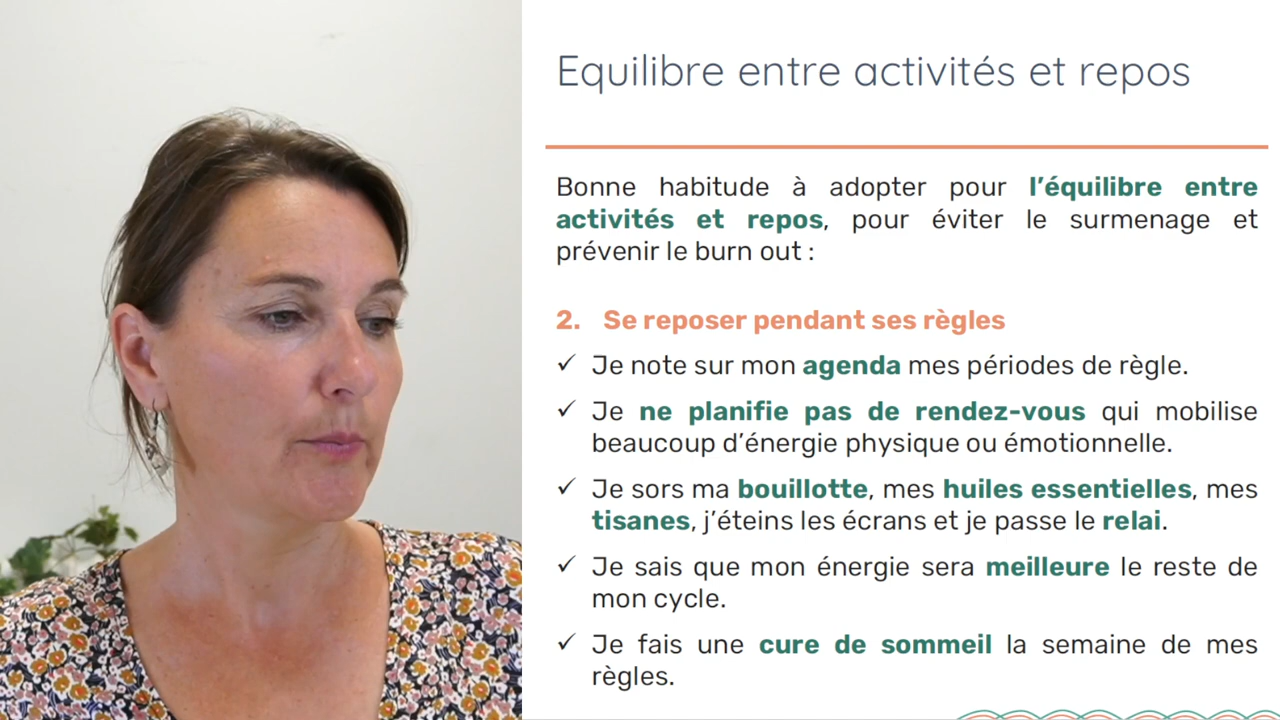 Equilibre entre activités et repos
Bonne habitude à adopter pour l'équilibre entre
activités et repos, pour éviter le surmenage et
prévenir le burn out :
2. Se reposer pendant ses règles
✓ Je note sur mon agenda mes périodes de règle.
✓ Je ne planifie pas de rendez-vous qui mobilise
beaucoup d'énergie physique ou émotionnelle.
✓ Je sors ma bouillotte, mes huiles essentielles, mes
tisanes, j'éteins les écrans et je passe le relai.
✓ Je sais que mon énergie sera meilleure le reste de
mon cycle.
✓ Je fais une cure de sommeil la semaine de mes
règles.